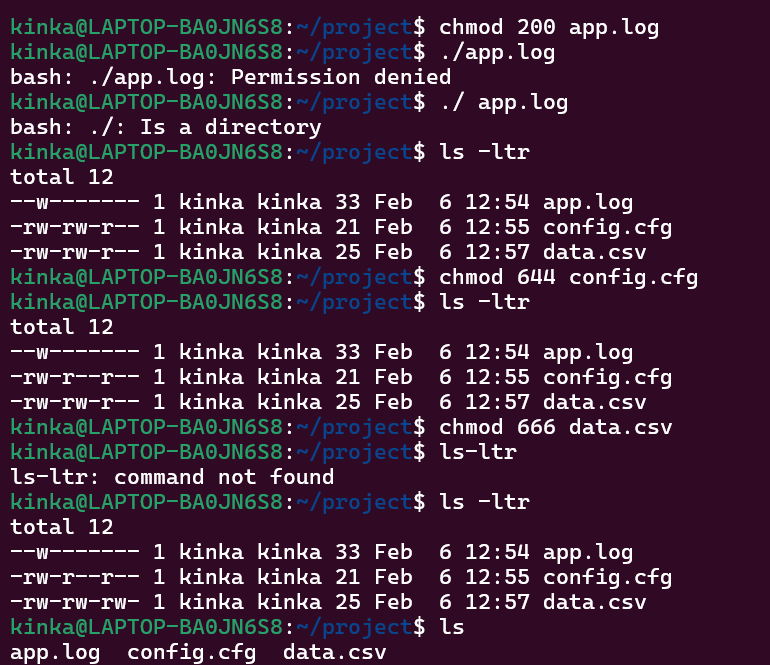 kinka@LAPTOP-BA0JN6S8:~/project$ chmod 200 app.log
kinka@LAPTOP-BA0JN6S8:~/project$ ./app.log
bash: ./app.log: Permission denied
kinka@LAPTOP-BA0JN6S8:~/project$ ./ app.log
bash: ./: Is a directory
kinka@LAPTOP-BA0JN6S8:~/project$ ls -ltr
total 12
--w------- 1 kinka kinka 33 Feb  6 12:54 app.log
-rw-rw-r-- 1 kinka kinka 21 Feb  6 12:55 config.cfg
-rw-rw-r-- 1 kinka kinka 25 Feb  6 12:57 data.csv
kinka@LAPTOP-BA0JN6S8:~/project$ chmod 644 config.cfg
kinka@LAPTOP-BA0JN6S8:~/project$ ls -ltr
total 12
--w------- 1 kinka kinka 33 Feb  6 12:54 app.log
-rw-r--r-- 1 kinka kinka 21 Feb  6 12:55 config.cfg
-rw-rw-r-- 1 kinka kinka 25 Feb  6 12:57 data.csv
kinka@LAPTOP-BA0JN6S8:~/project$ chmod 666 data.csv
kinka@LAPTOP-BA0JN6S8:~/project$ ls-ltr
ls-ltr: command not found
kinka@LAPTOP-BA0JN6S8:~/project$ ls -ltr
total 12
--w------- 1 kinka kinka 33 Feb  6 12:54 app.log
-rw-r--r-- 1 kinka kinka 21 Feb  6 12:55 config.cfg
-rw-rw-rw- 1 kinka kinka 25 Feb  6 12:57 data.csv
kinka@LAPTOP-BA0JN6S8:~/project$ ls
app.log  config.cfg  data.csv